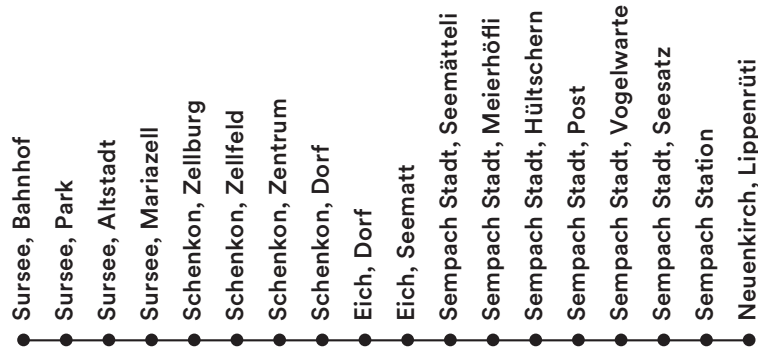 Sursee, Bahnhof
Sursee, Park
Sursee, Altstadt
Sursee, Mariazell
Schenkon, Zellburg
Schenkon, Zellfeld
Schenkon, Zentrum
Schenkon, Dorf
Eich, Dorf
Eich, Seematt
Sempach Stadt, Seemätteli
Sempach Stadt, Meierhöfli
Sempach Stadt, Hültschern
Sempach Stadt, Post
Sempach Stadt, Vogelwarte
Sempach Stadt, Seesatz
Sempach Station
Neuenkirch, Lippenrüti